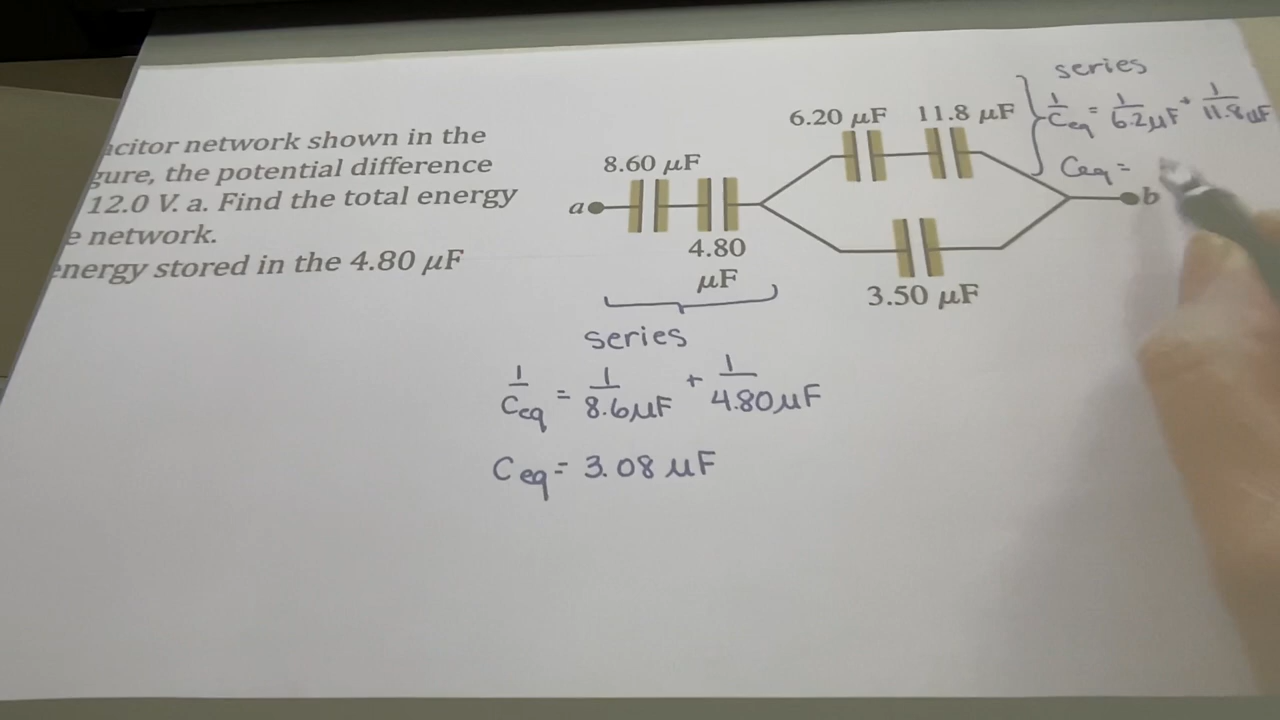 citor network shown in the
gure, the potential difference
12.0 V. a. Find the total energy
e network.
energy stored in the 4.80 μF
8.60 μF
a
4.80
μF
6.20 μF 11.8 μF
3.50 μF
b
series
1/Ceq = 1/6.2μF + 1/11.8μF
Ceq =
series
1/Ceq = 1/8.6μF + 1/4.80μF
Ceq = 3.08 μF